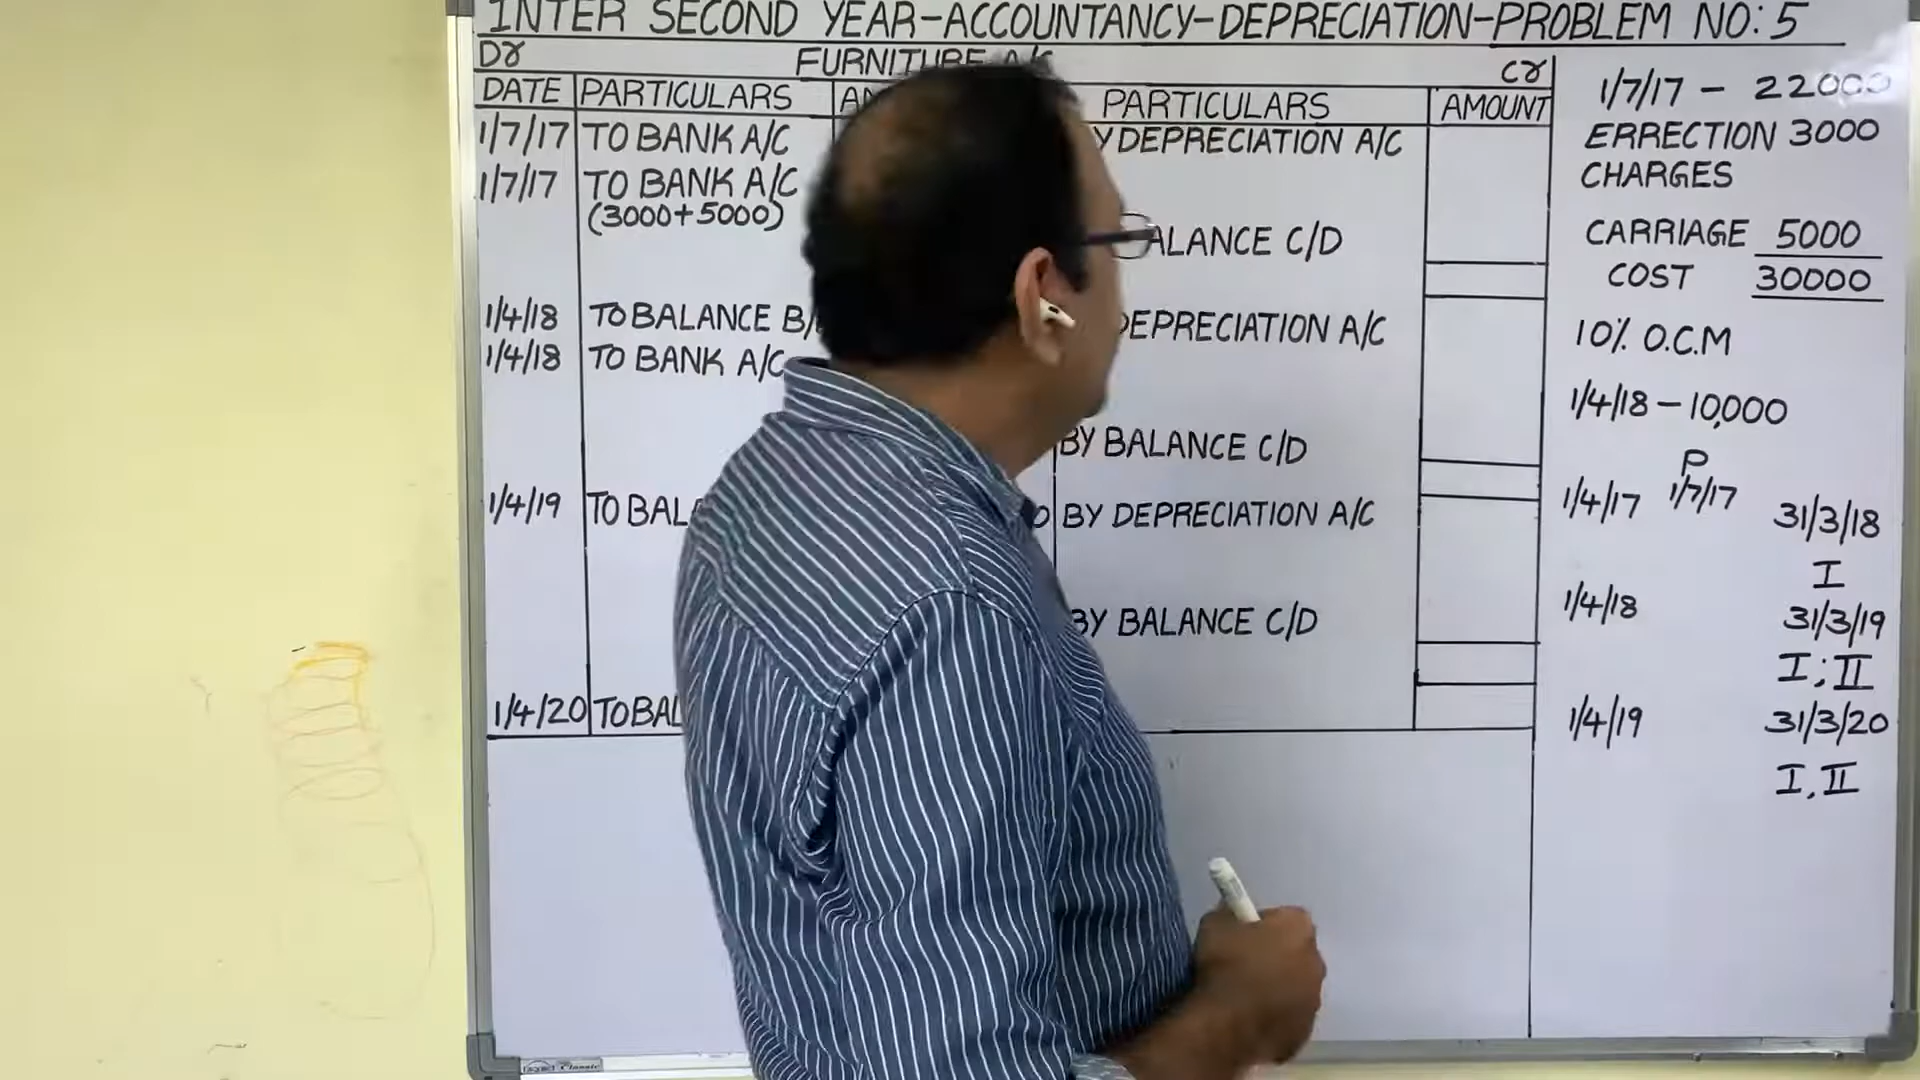 INTER SECOND YEAR-ACCOUNTANCY-DEPRECIATION-PROBLEM NO:5
Dr FURNITURE A/C Cr
DATE PARTICULARS PARTICULARS AMOUNT
1/7/17 TO BANK A/C Y DEPRECIATION A/C
1/7/17 TO BANK A/C
(3000+5000)
ALANCE C/D
1/4/18 TO BALANCE B/ DEPRECIATION A/C
1/4/18 TO BANK A/C
BY BALANCE C/D
1/4/19 TO BAL BY DEPRECIATION A/C
BY BALANCE C/D
1/4/20 TO BAL
1/7/17 - 22000
ERRECTION 3000
CHARGES
CARRIAGE 5000
COST 30000
10% O.C.M
1/4/18 - 10,000
P
1/4/17 1/7/17 31/3/18
I
1/4/18 31/3/19
I; II
1/4/19 31/3/20
I, II
Classic